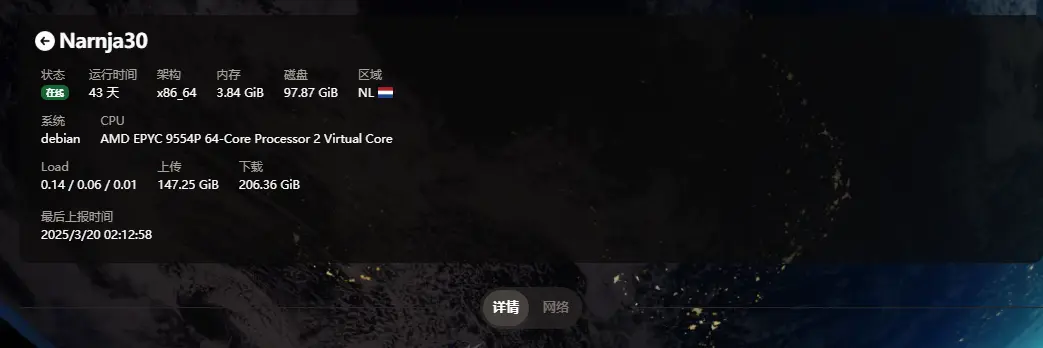 Narnja30
状态 运行时间 架构 内存 磁盘 区域
在线 43 天 x86_64 3.84 GiB 97.87 GiB NL
系统 CPU
debian AMD EPYC 9554P 64-Core Processor 2 Virtual Core
Load 上传 下载
0.14 / 0.06 / 0.01 147.25 GiB 206.36 GiB
最后上报时间
2025/3/20 02:12:58
详情 网络